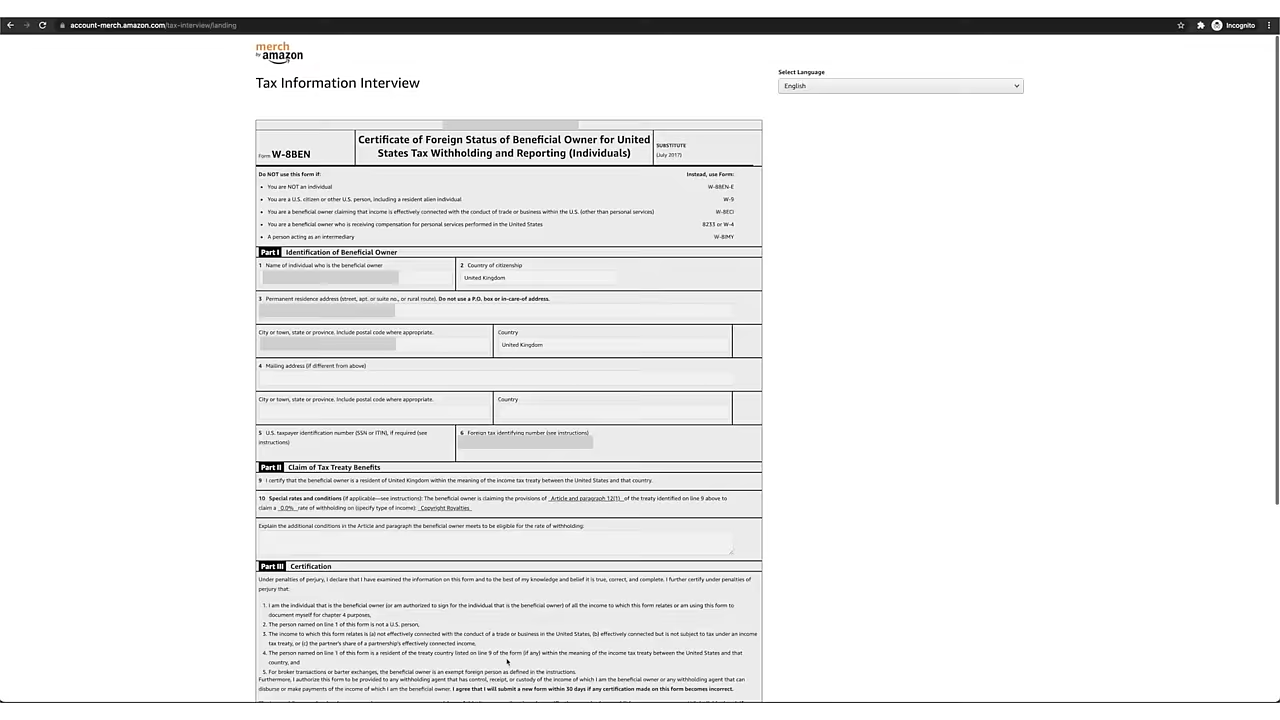 account-merch.amazon.com/tax-interview/landing
Incognito
merch
by amazon
Tax Information Interview
Select Language
English
Form W-8BEN
Certificate of Foreign Status of Beneficial Owner for United
States Tax Withholding and Reporting (Individuals)
SUBSTITUTE
(July 2017)
Do NOT use this form if:
Instead, use Form:
• You are NOT an individual
W-8BEN-E
• You are a U.S. citizen or other U.S. person, including a resident alien individual
W-9
• You are a beneficial owner claiming that income is effectively connected with the conduct of trade or business within the U.S. (other than personal services)
W-8ECI
• You are a beneficial owner who is receiving compensation for personal services performed in the United States
8233 or W-4
• A person acting as an intermediary
W-8IMY
Part I Identification of Beneficial Owner
1 Name of individual who is the beneficial owner
2 Country of citizenship
United Kingdom
3 Permanent residence address (street, apt. or suite no., or rural route). Do not use a P.O. box or in-care-of address.
City or town, state or province. Include postal code where appropriate.
Country
United Kingdom
4 Mailing address (if different from above)
City or town, state or province. Include postal code where appropriate.
Country
5 U.S. taxpayer identification number (SSN or ITIN), if required (see
instructions)
6 Foreign tax identifying number (see instructions)
Part II Claim of Tax Treaty Benefits
9 I certify that the beneficial owner is a resident of United Kingdom within the meaning of the income tax treaty between the United States and that country.
10 Special rates and conditions (if applicable—see instructions): The beneficial owner is claiming the provisions of Article and paragraph 12(1) of the treaty identified on line 9 above to
claim a 0.0% rate of withholding on (specify type of income): Copyright Royalties
Explain the additional conditions in the Article and paragraph the beneficial owner meets to be eligible for the rate of withholding:
Part III Certification
Under penalties of perjury, I declare that I have examined the information on this form and to the best of my knowledge and belief it is true, correct, and complete. I further certify under penalties of
perjury that:
1. I am the individual that is the beneficial owner (or am authorized to sign for the individual that is the beneficial owner) of all the income to which this form relates or am using this form to
document myself for chapter 4 purposes,
2. The person named on line 1 of this form is not a U.S. person,
3. The income to which this form relates is (a) not effectively connected with the conduct of a trade or business in the United States, (b) effectively connected but is not subject to tax under an income
tax treaty, or (c) the partner's share of a partnership's effectively connected income,
4. The person named on line 1 of this form is a resident of the treaty country listed on line 9 of the form (if any) within the meaning of the income tax treaty between the United States and that
country, and
5. For broker transactions or barter exchanges, the beneficial owner is an exempt foreign person as defined in the instructions.
Furthermore, I authorize this form to be provided to any withholding agent that has control, receipt, or custody of the income of which I am the beneficial owner or any withholding agent that can
disburse or make payments of the income of which I am the beneficial owner. I agree that I will submit a new form within 30 days if any certification made on this form becomes incorrect.